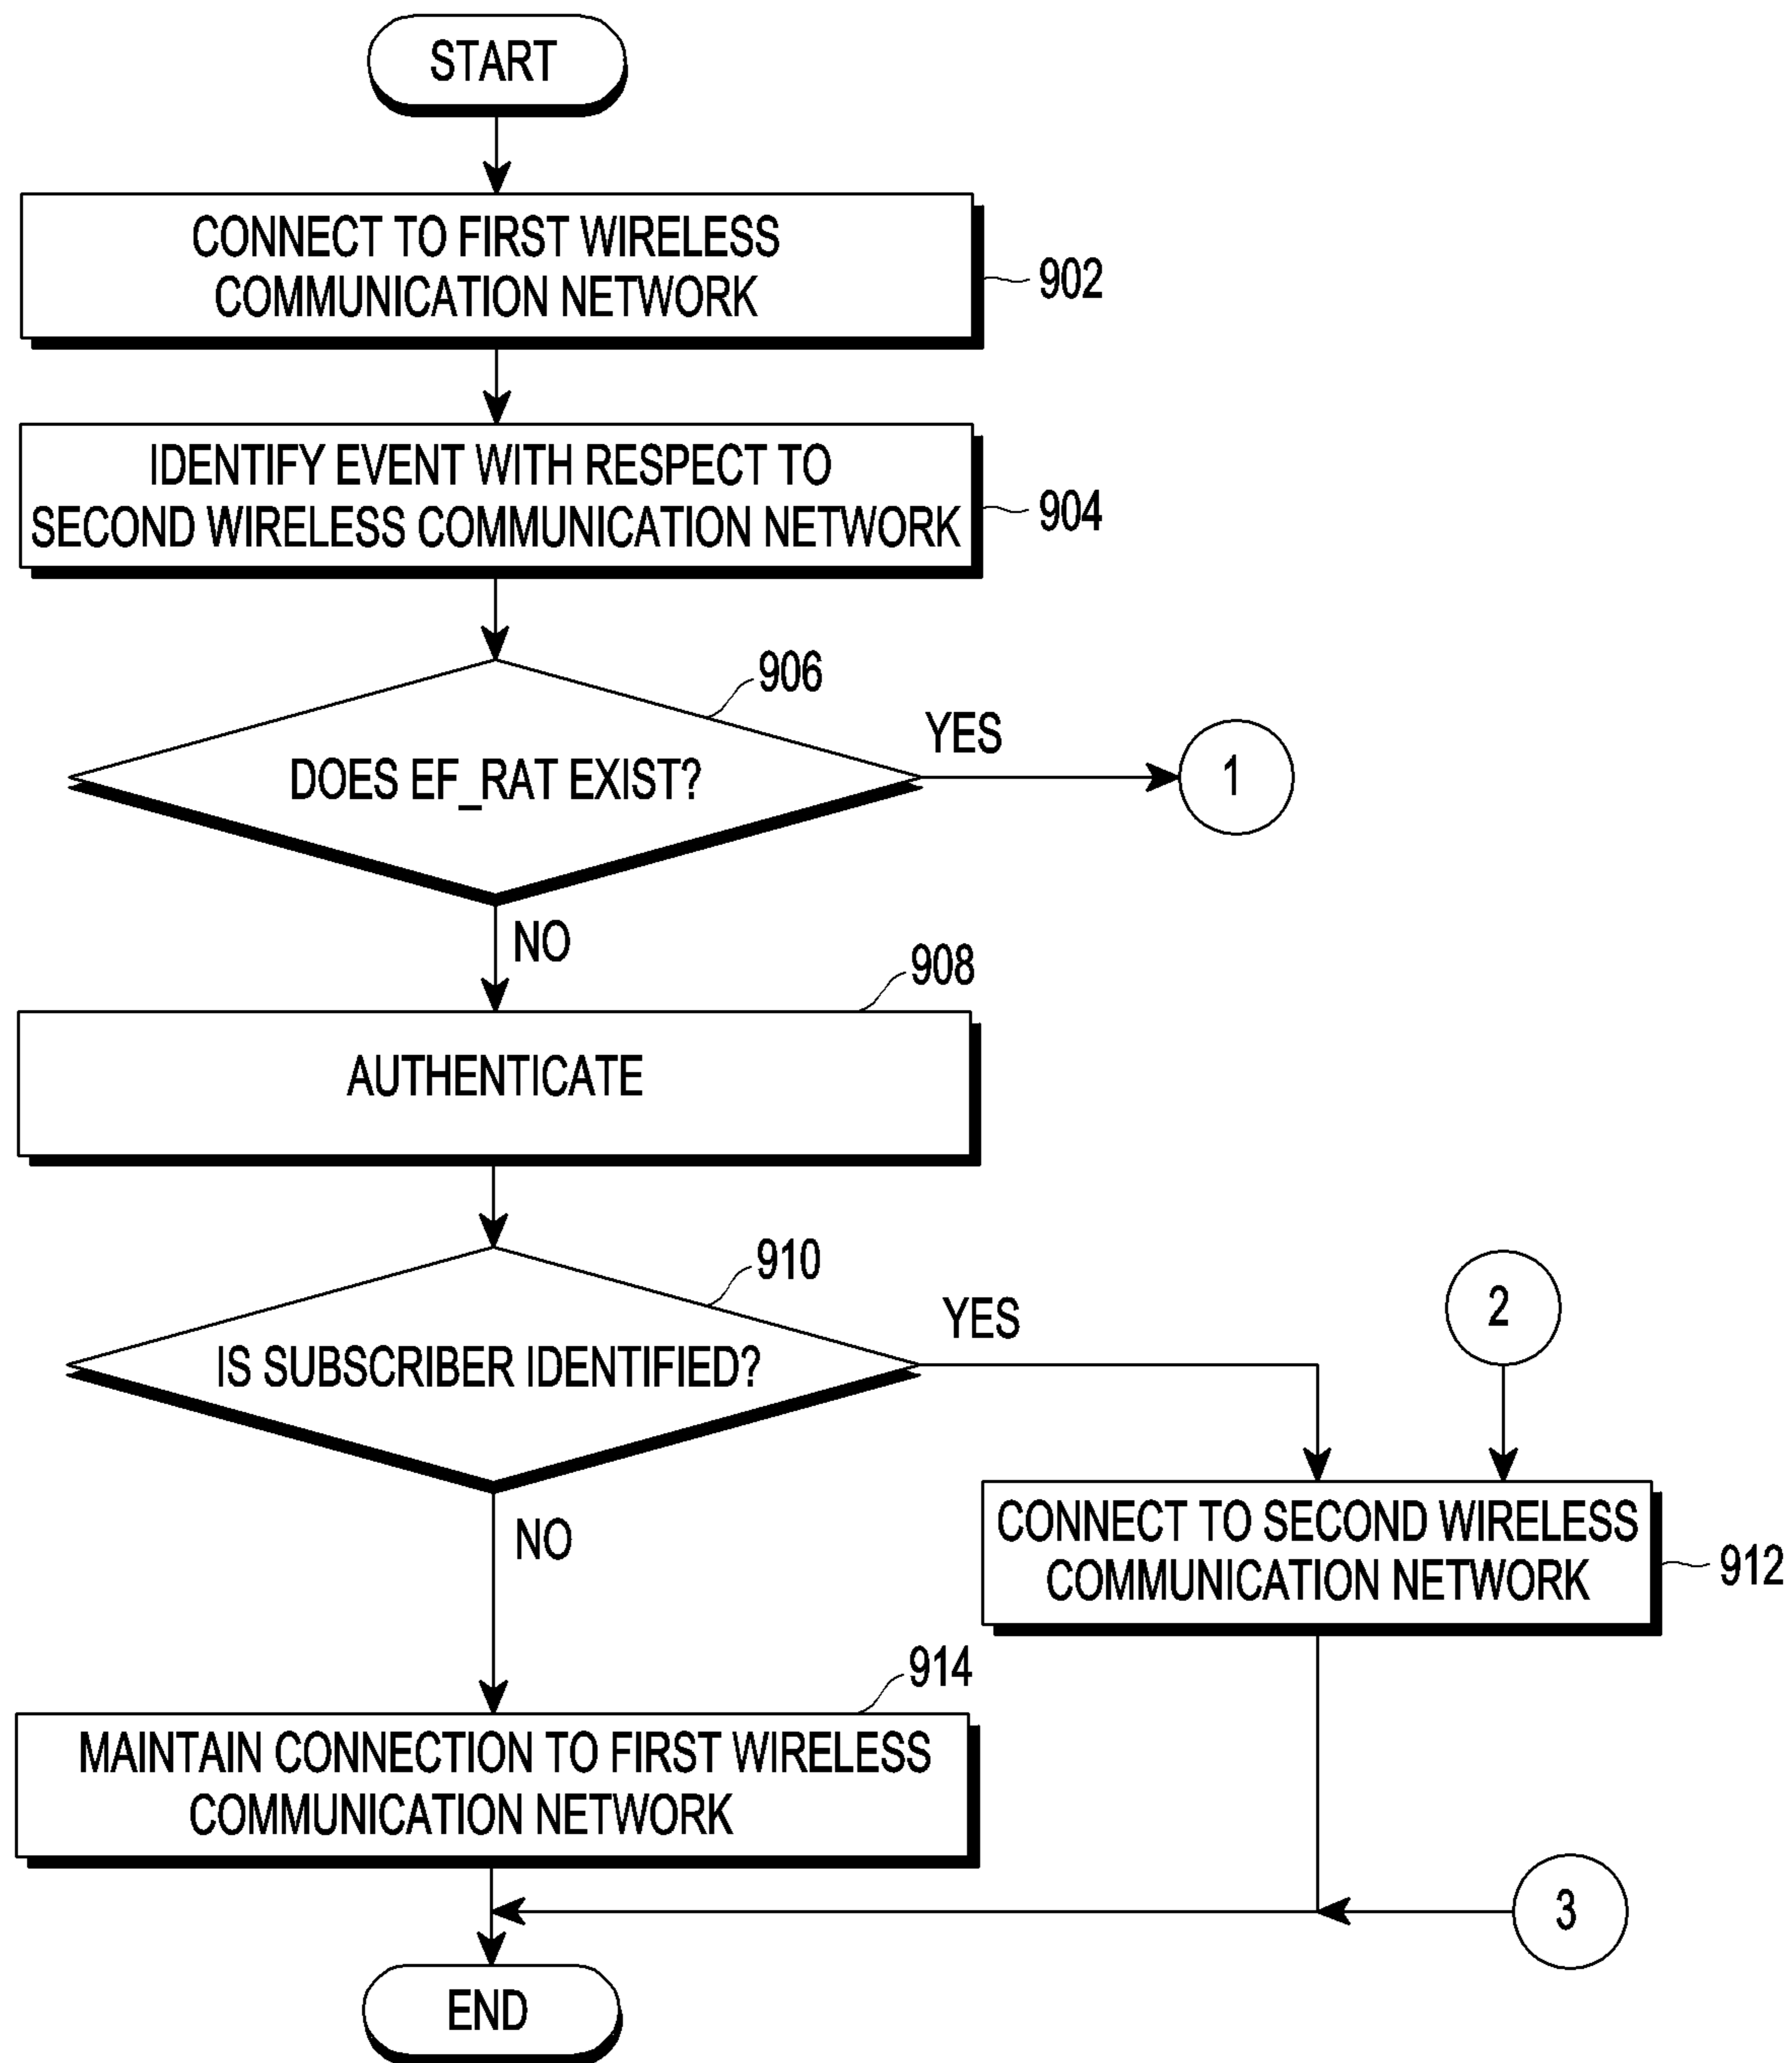 START
CONNECT TO FIRST WIRELESS
COMMUNICATION NETWORK
902
IDENTIFY EVENT WITH RESPECT TO
SECOND WIRELESS COMMUNICATION NETWORK
904
906
DOES EF_RAT EXIST?
YES
1
NO
908
AUTHENTICATE
910
IS SUBSCRIBER IDENTIFIED?
YES
2
NO
CONNECT TO SECOND WIRELESS
COMMUNICATION NETWORK
912
914
MAINTAIN CONNECTION TO FIRST WIRELESS
COMMUNICATION NETWORK
3
END